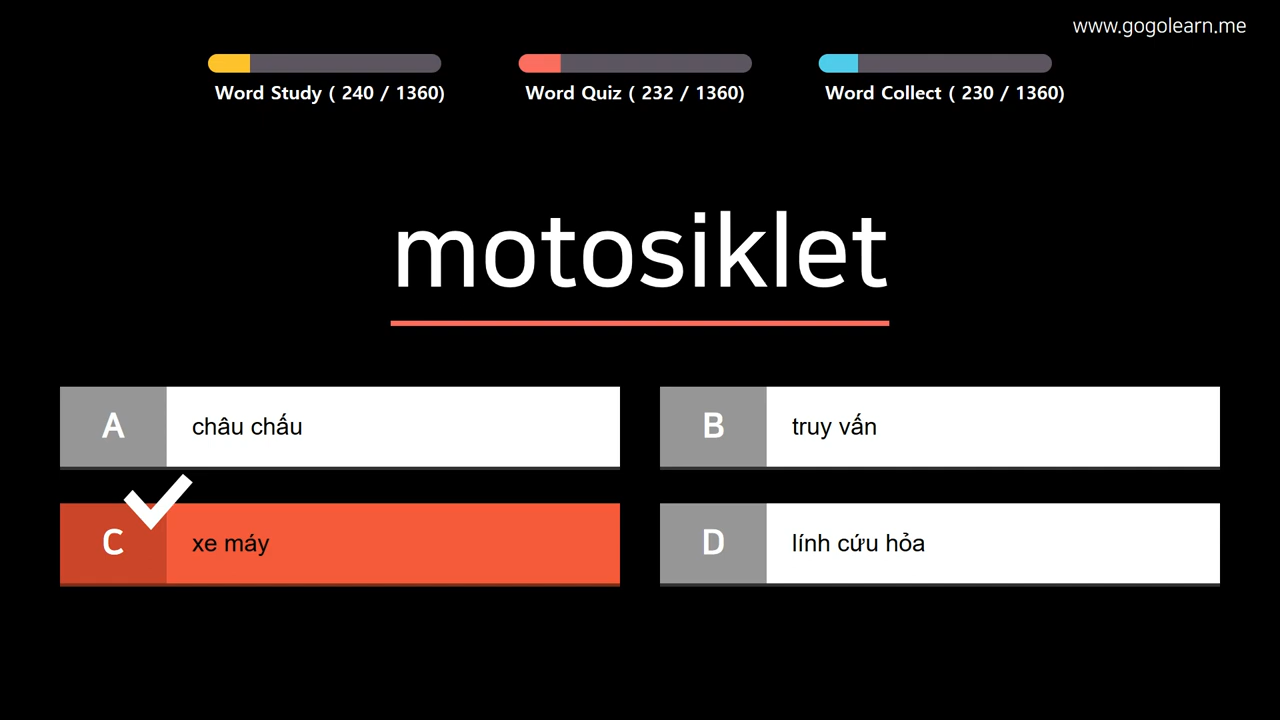 www.gogolearn.me
Word Study ( 240 / 1360)
Word Quiz ( 232 / 1360)
Word Collect ( 230 / 1360)
motosiklet
A châu chấu
B truy vấn
C xe máy
D lính cứu hỏa